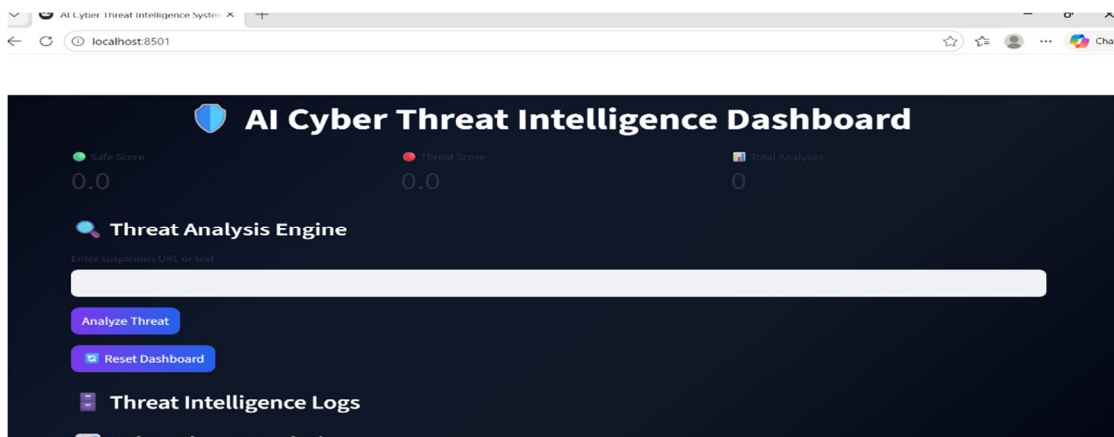 AI Cyber Threat Intelligence System
localhost:8501
Cha
AI Cyber Threat Intelligence Dashboard
Safe Score
Threat Score
Total Analyses
0.0
0.0
0
Threat Analysis Engine
Enter suspicious URL or text
Analyze Threat
Reset Dashboard
Threat Intelligence Logs